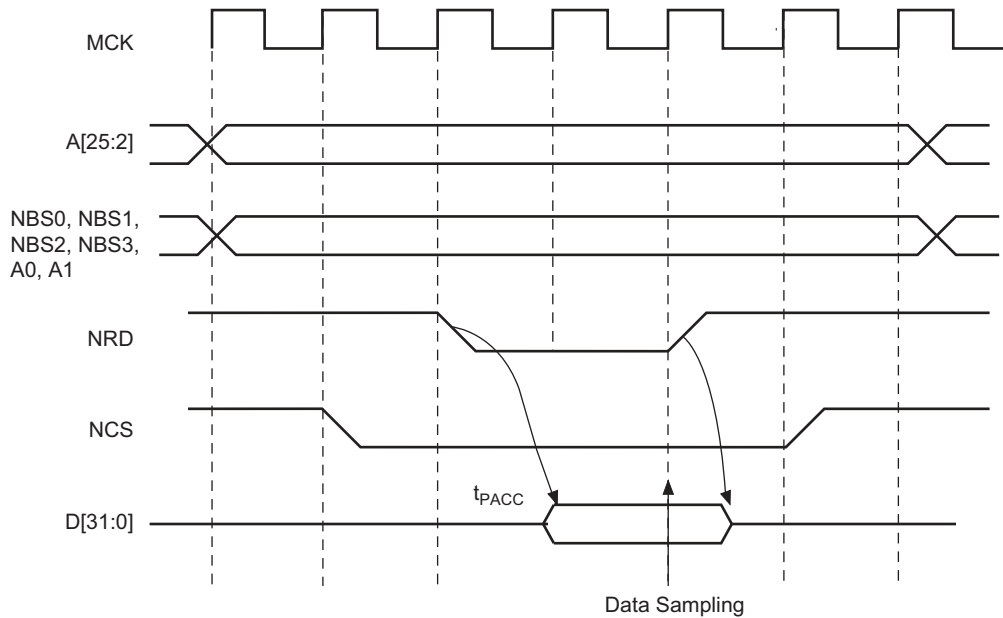 MCK
A[25:2]
NBS0, NBS1,
NBS2, NBS3,
A0, A1
NRD
NCS
tPACC
D[31:0]
Data Sampling